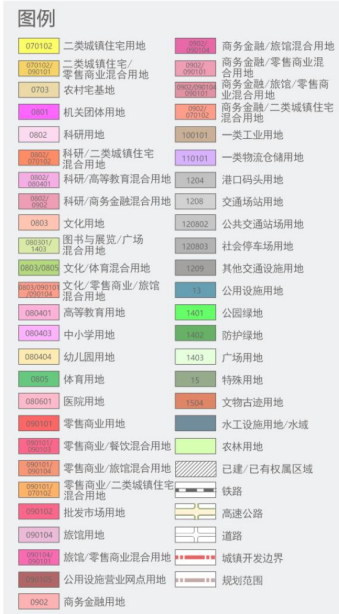 图例
070102 二类城镇住宅用地
070102/
090101
二类城镇住宅/
零售商业混合用地
0703 农村宅基地
0801 机关团体用地
0802 科研用地
0802/
070102
科研/二类城镇住宅
混合用地
0802/
080401
科研/高等教育混合用地
0802/
0902
科研/商务金融混合用地
0803 文化用地
080301/
1403
图书与展览/广场
混合用地
0803/0805 文化/体育混合用地
0803/090101
/090104
文化/零售商业/旅馆
混合用地
080401 高等教育用地
080403 中小学用地
080404 幼儿园用地
0805 体育用地
080601 医院用地
090101 零售商业用地
090101/
090103
零售商业/餐饮混合用地
090101/
090104
零售商业/旅馆混合用地
090101/
070102
零售商业/二类城镇住宅
混合用地
090102 批发市场用地
090104 旅馆用地
090104/
090101
旅馆/零售商业混合用地
公用设施营业网点用地
0902 商务金融用地
0902/
090104
商务金融/旅馆混合用地
0902/
090101
商务金融/零售商业混
合用地
0902/090104
090101
商务金融/旅馆/零售商
业混合用地
0902/
070102
商务金融/二类城镇住宅
混合用地
100101 一类工业用地
110101 一类物流仓储用地
1204 港口码头用地
1208 交通场站用地
120802 公共交通站场用地
120803 社会停车场用地
1209 其他交通设施用地
13 公用设施用地
1401 公园绿地
1402 防护绿地
1403 广场用地
15 特殊用地
1504 文物古迹用地
水工设施用地/水域
农林用地
已建/已有权属区域
铁路
高速公路
道路
城镇开发边界
规划范围